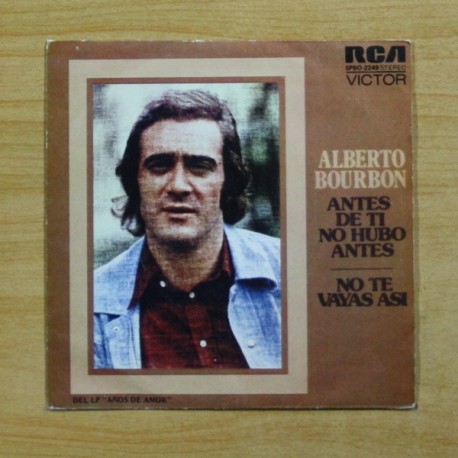 RCA
SPBO-2249 STEREO
VICTOR
ALBERTO
BOURBON
ANTES
DE TI
NO HUBO
ANTES
NO TE
VAYAS ASI
DEL LP "AÑOS DE AMOR"